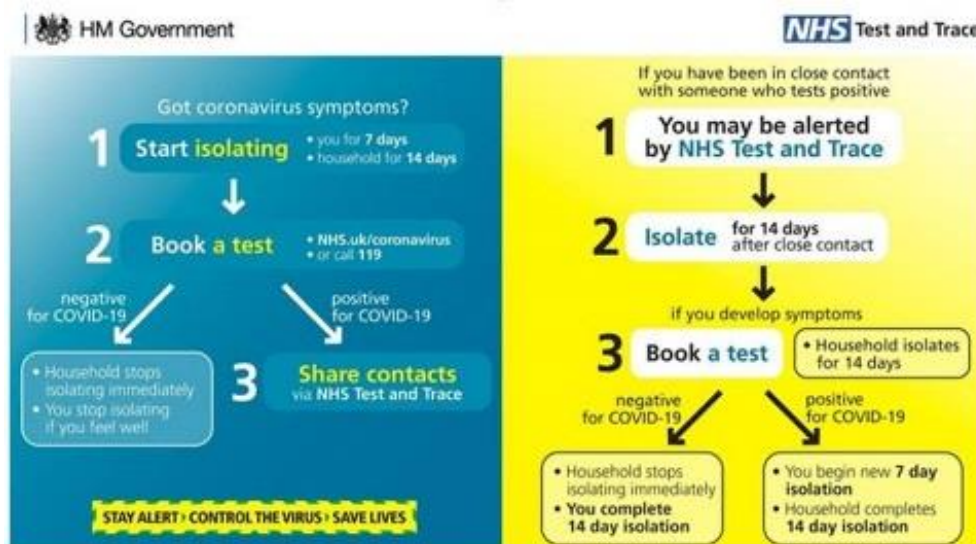 HM Government
NHS Test and Trace
Got coronavirus symptoms?
1 Start isolating
• you for 7 days
• household for 14 days
2 Book a test
• NHS.uk/coronavirus
• or call 119
negative
for COVID-19
positive
for COVID-19
• Household stops
isolating immediately
• You stop isolating
if you feel well
3 Share contacts
via NHS Test and Trace
STAY ALERT › CONTROL THE VIRUS › SAVE LIVES
If you have been in close contact
with someone who tests positive
1 You may be alerted
by NHS Test and Trace
2 Isolate for 14 days
after close contact
if you develop symptoms
3 Book a test
• Household isolates
for 14 days
negative
for COVID-19
positive
for COVID-19
• Household stops
isolating immediately
• You complete
14 day isolation
• You begin new 7 day
isolation
• Household completes
14 day isolation